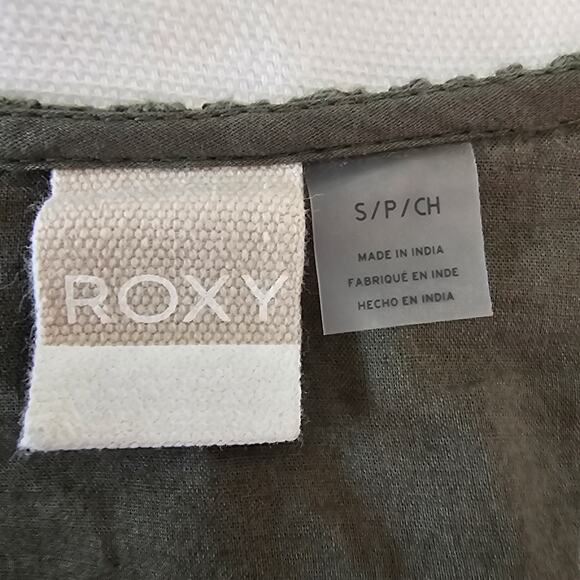 ROXY
S/P/CH
MADE IN INDIA
FABRIQUÉ EN INDE
HECHO EN INDIA